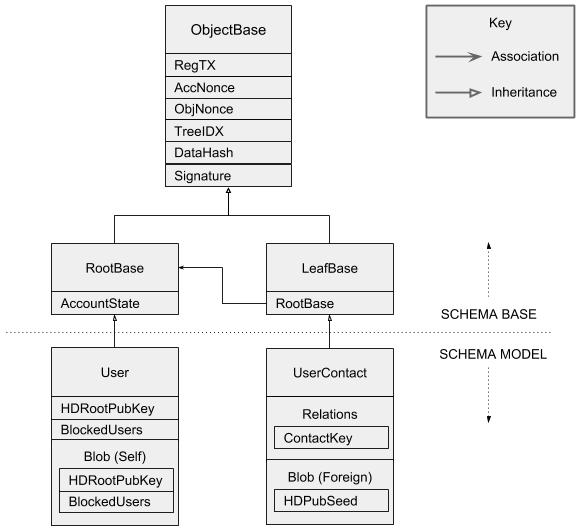 ObjectBase
RegTX
AccNonce
ObjNonce
TreeIDX
DataHash
Signature
Key
Association
Inheritance
RootBase
AccountState
LeafBase
RootBase
SCHEMA BASE
SCHEMA MODEL
User
HDRootPubKey
BlockedUsers
Blob (Self)
HDRootPubKey
BlockedUsers
UserContact
Relations
ContactKey
Blob (Foreign)
HDPubSeed